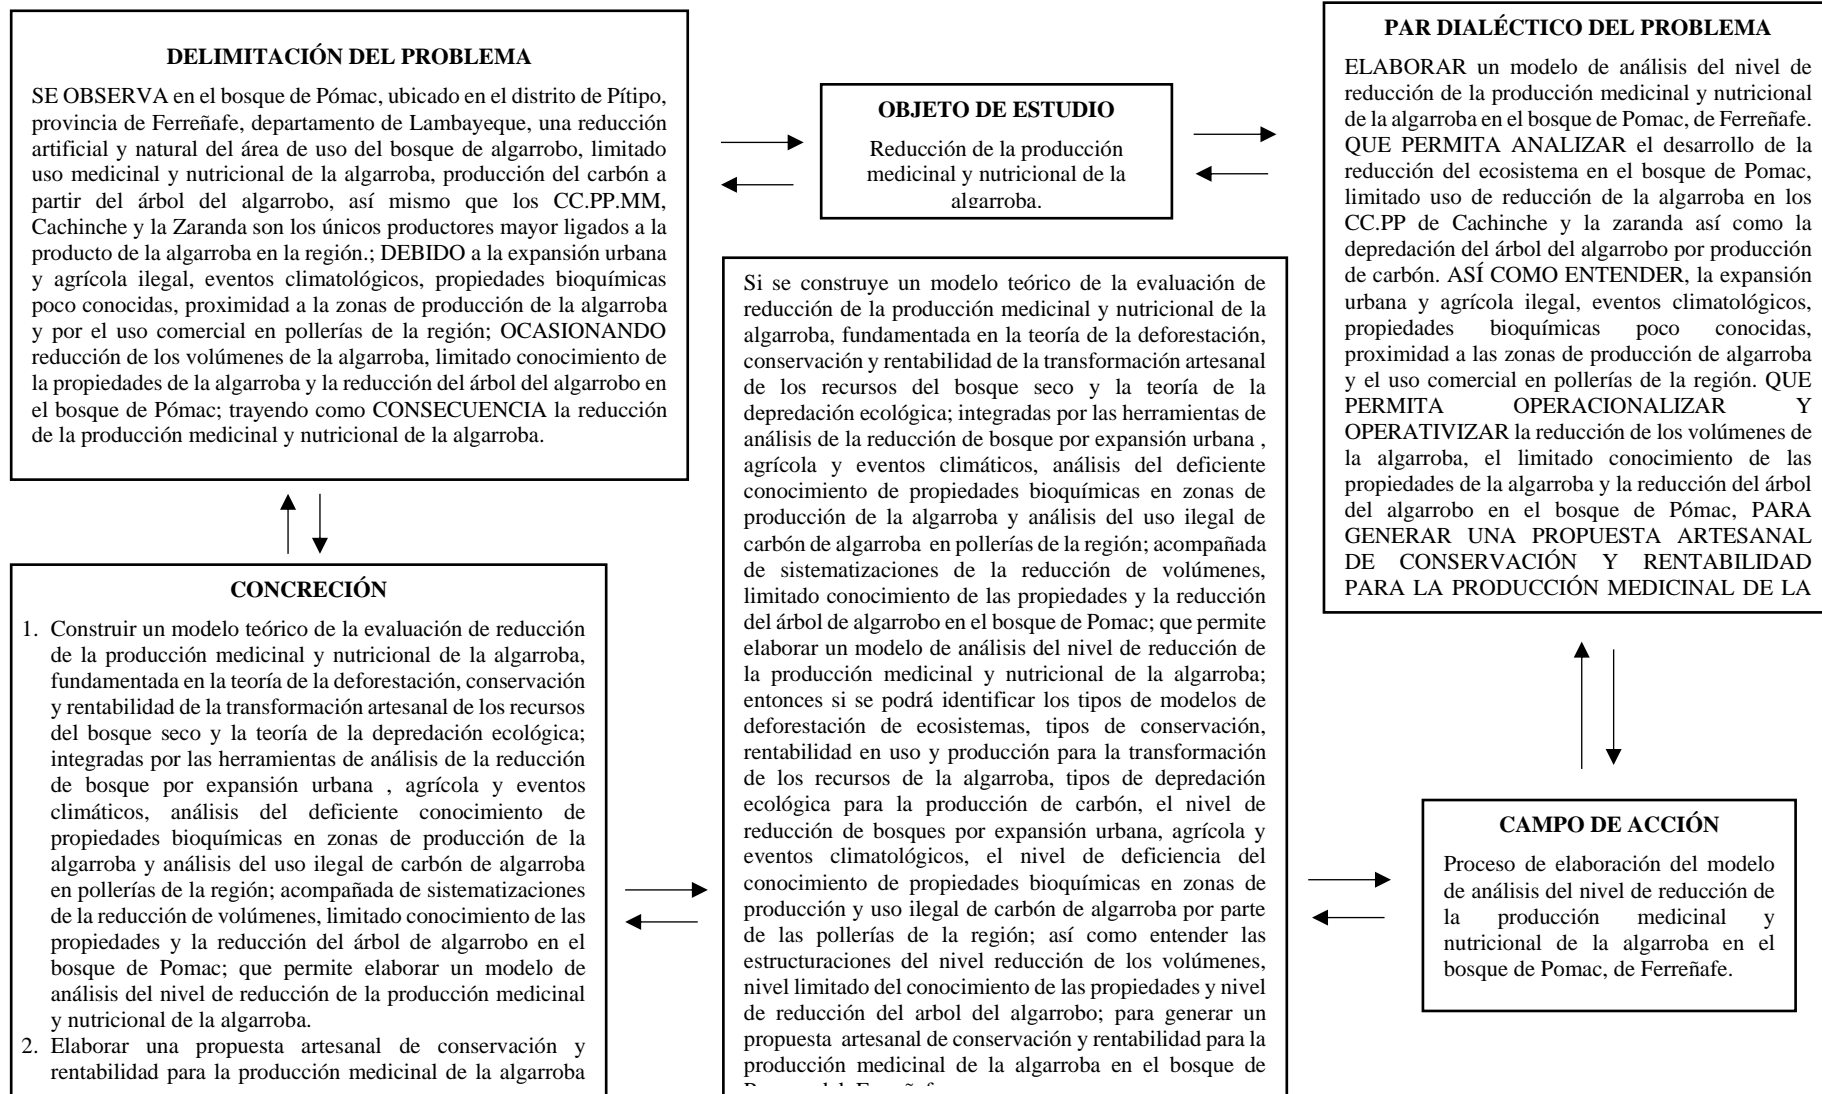 DELIMITACIÓN DEL PROBLEMA
SE OBSERVA en el bosque de Pómac, ubicado en el distrito de Pítipo,
provincia de Ferreñafe, departamento de Lambayeque, una reducción
artificial y natural del área de uso del bosque de algarrobo, limitado
uso medicinal y nutricional de la algarroba, producción del carbón a
partir del árbol del algarrobo, así mismo que los CC.PP.MM,
Cachinche y la Zaranda son los únicos productores mayor ligados a la
producto de la algarroba en la región.; DEBIDO a la expansión urbana
y agrícola ilegal, eventos climatológicos, propiedades bioquímicas
poco conocidas, proximidad a la zonas de producción de la algarroba
y por el uso comercial en pollerías de la región; OCASIONANDO
reducción de los volúmenes de la algarroba, limitado conocimiento de
la propiedades de la algarroba y la reducción del árbol del algarrobo en
el bosque de Pómac; trayendo como CONSECUENCIA la reducción
de la producción medicinal y nutricional de la algarroba.
OBJETO DE ESTUDIO
Reducción de la producción
medicinal y nutricional de la
algarroba.
PAR DIALÉCTICO DEL PROBLEMA
ELABORAR un modelo de análisis del nivel de
reducción de la producción medicinal y nutricional
de la algarroba en el bosque de Pomac, de Ferreñafe.
QUE PERMITA ANALIZAR el desarrollo de la
reducción del ecosistema en el bosque de Pomac,
limitado uso de reducción de la algarroba en los
CC.PP de Cachinche y la zaranda así como la
depredación del árbol del algarrobo por producción
de carbón. ASÍ COMO ENTENDER, la expansión
urbana y agrícola ilegal, eventos climatológicos,
propiedades bioquímicas poco conocidas,
proximidad a las zonas de producción de algarroba
y el uso comercial en pollerías de la región. QUE
PERMITA OPERACIONALIZAR Y
OPERATIVIZAR la reducción de los volúmenes de
la algarroba, el limitado conocimiento de las
propiedades de la algarroba y la reducción del árbol
del algarrobo en el bosque de Pómac, PARA
GENERAR UNA PROPUESTA ARTESANAL
DE CONSERVACIÓN Y RENTABILIDAD
PARA LA PRODUCCIÓN MEDICINAL DE LA
CONCRECIÓN
1. Construir un modelo teórico de la evaluación de reducción
de la producción medicinal y nutricional de la algarroba,
fundamentada en la teoría de la deforestación, conservación
y rentabilidad de la transformación artesanal de los recursos
del bosque seco y la teoría de la depredación ecológica;
integradas por las herramientas de análisis de la reducción
de bosque por expansión urbana , agrícola y eventos
climáticos, análisis del deficiente conocimiento de
propiedades bioquímicas en zonas de producción de la
algarroba y análisis del uso ilegal de carbón de algarroba
en pollerías de la región; acompañada de sistematizaciones
de la reducción de volúmenes, limitado conocimiento de las
propiedades y la reducción del árbol de algarrobo en el
bosque de Pomac; que permite elaborar un modelo de
análisis del nivel de reducción de la producción medicinal
y nutricional de la algarroba.
2. Elaborar una propuesta artesanal de conservación y
rentabilidad para la producción medicinal de la algarroba
Si se construye un modelo teórico de la evaluación de
reducción de la producción medicinal y nutricional de la
algarroba, fundamentada en la teoría de la deforestación,
conservación y rentabilidad de la transformación artesanal
de los recursos del bosque seco y la teoría de la
depredación ecológica; integradas por las herramientas de
análisis de la reducción de bosque por expansión urbana ,
agrícola y eventos climáticos, análisis del deficiente
conocimiento de propiedades bioquímicas en zonas de
producción de la algarroba y análisis del uso ilegal de
carbón de algarroba en pollerías de la región; acompañada
de sistematizaciones de la reducción de volúmenes,
limitado conocimiento de las propiedades y la reducción
del árbol de algarrobo en el bosque de Pomac; que permite
elaborar un modelo de análisis del nivel de reducción de
la producción medicinal y nutricional de la algarroba;
entonces si se podrá identificar los tipos de modelos de
deforestación de ecosistemas, tipos de conservación,
rentabilidad en uso y producción para la transformación
de los recursos de la algarroba, tipos de depredación
ecológica para la producción de carbón, el nivel de
reducción de bosques por expansión urbana, agrícola y
eventos climatológicos, el nivel de deficiencia del
conocimiento de propiedades bioquímicas en zonas de
producción y uso ilegal de carbón de algarroba por parte
de las pollerías de la región; así como entender las
estructuraciones del nivel reducción de los volúmenes,
nivel limitado del conocimiento de las propiedades y nivel
de reducción del arbol del algarrobo; para generar un
propuesta artesanal de conservación y rentabilidad para la
producción medicinal de la algarroba en el bosque de
CAMPO DE ACCIÓN
Proceso de elaboración del modelo
de análisis del nivel de reducción de
la producción medicinal y
nutricional de la algarroba en el
bosque de Pomac, de Ferreñafe.